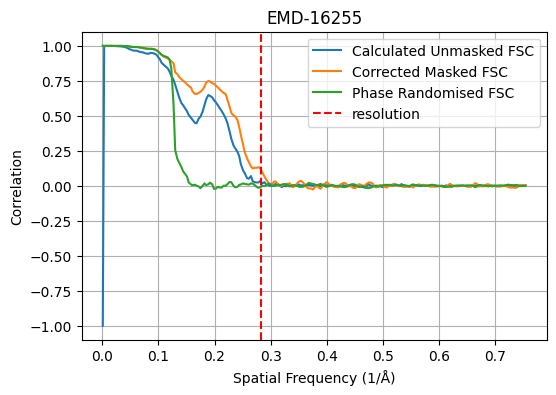 EMD-16255
Calculated Unmasked FSC
Corrected Masked FSC
Phase Randomised FSC
resolution
1.00
0.75
0.50
0.25
0.00
−0.25
−0.50
−0.75
−1.00
Correlation
0.0 0.1 0.2 0.3 0.4 0.5 0.6 0.7
Spatial Frequency (1/Å)